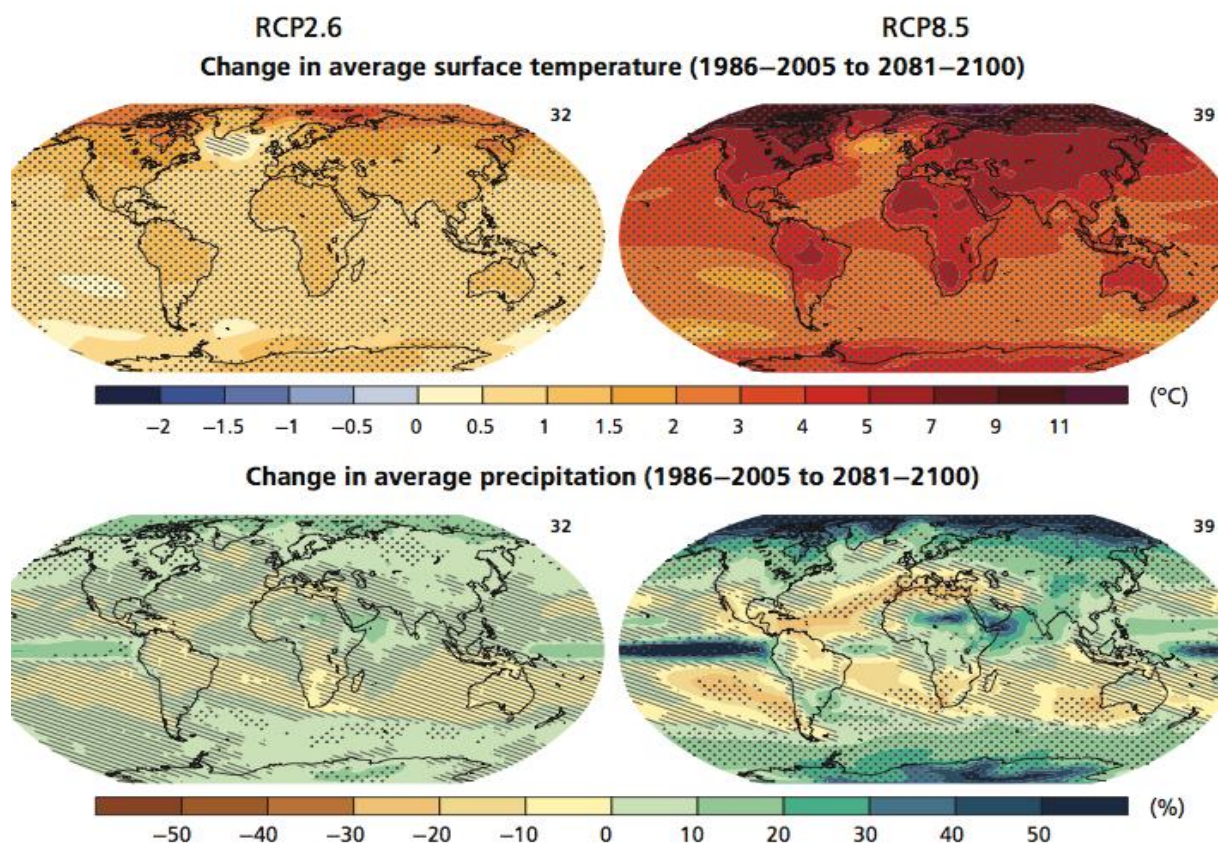 RCP2.6 RCP8.5
Change in average surface temperature (1986–2005 to 2081–2100)
32 39
−2 −1.5 −1 −0.5 0 0.5 1 1.5 2 3 4 5 7 9 11 (°C)
Change in average precipitation (1986–2005 to 2081–2100)
32 39
−50 −40 −30 −20 −10 0 10 20 30 40 50 (%)